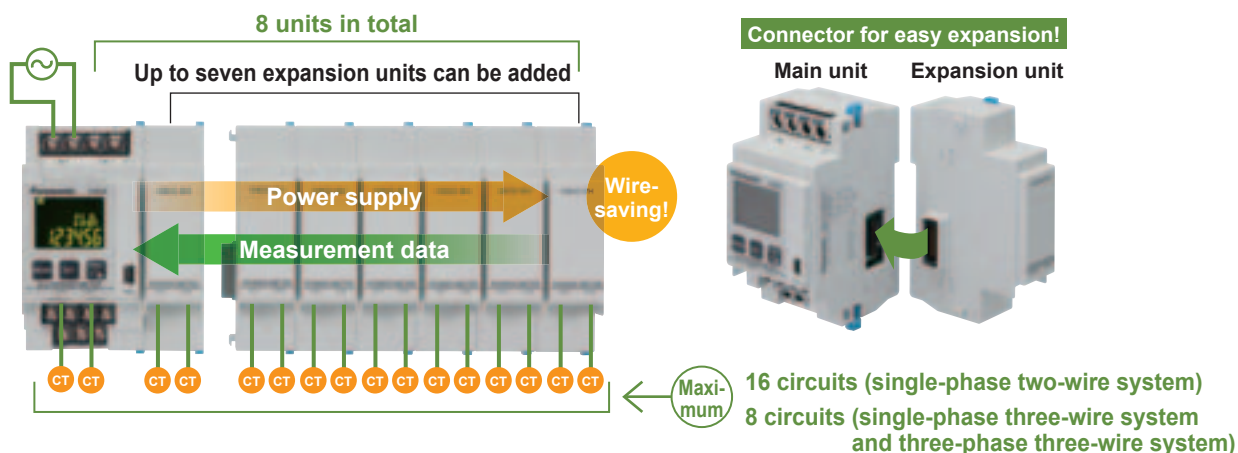 8 units in total
Up to seven expansion units can be added
Power supply
Measurement data
Wire-
saving!
123456
CT CT CT CT CT CT CT CT CT CT CT CT CT CT CT CT
Connector for easy expansion!
Main unit
Expansion unit
Maxi-
mum
16 circuits (single-phase two-wire system)
8 circuits (single-phase three-wire system
and three-phase three-wire system)